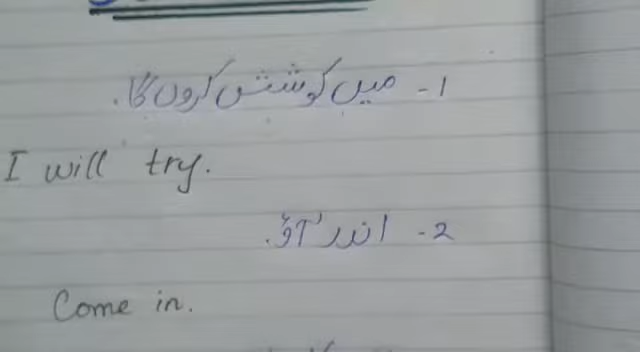 1- میں کوشش کروں گا.
I will try.
2- اندر آؤ.
Come in.